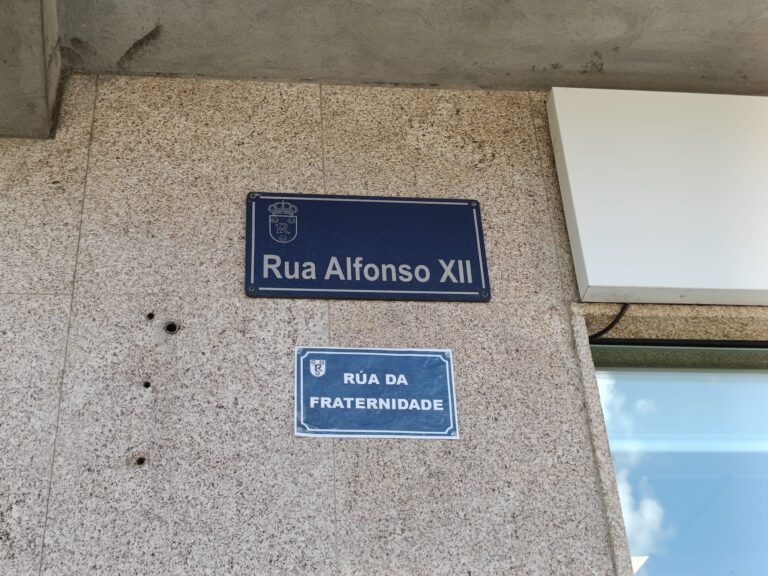 Rua Alfonso XII
RÚA DA
FRATERNIDADE